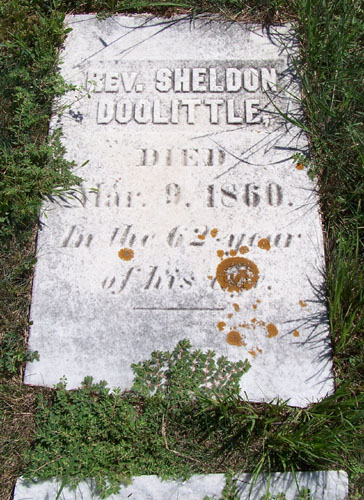 REV. SHELDON
DOOLITTLE,
DIED
Mar. 9. 1860.
In the 62 year
of his